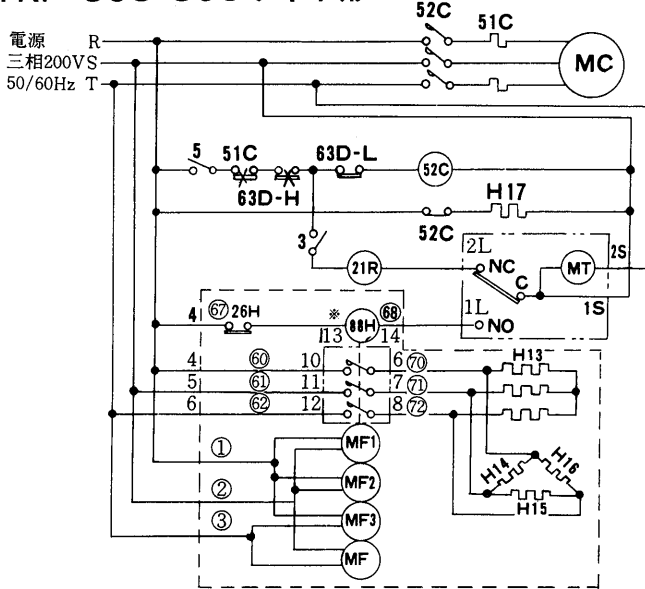 52C
51C
電源 R
三相200V S
50/60Hz T
MC
5
51C
63D-L
52C
63D-H
H17
52C
3
2L
2S
21R
NC
MT
C
1L
1S
NO
4
67
26H
※
88H
68
13
14
4
60
10
6
70
H13
5
61
11
7
71
6
62
12
8
72
①
MF1
H14
H16
②
MF2
H15
③
MF3
MF